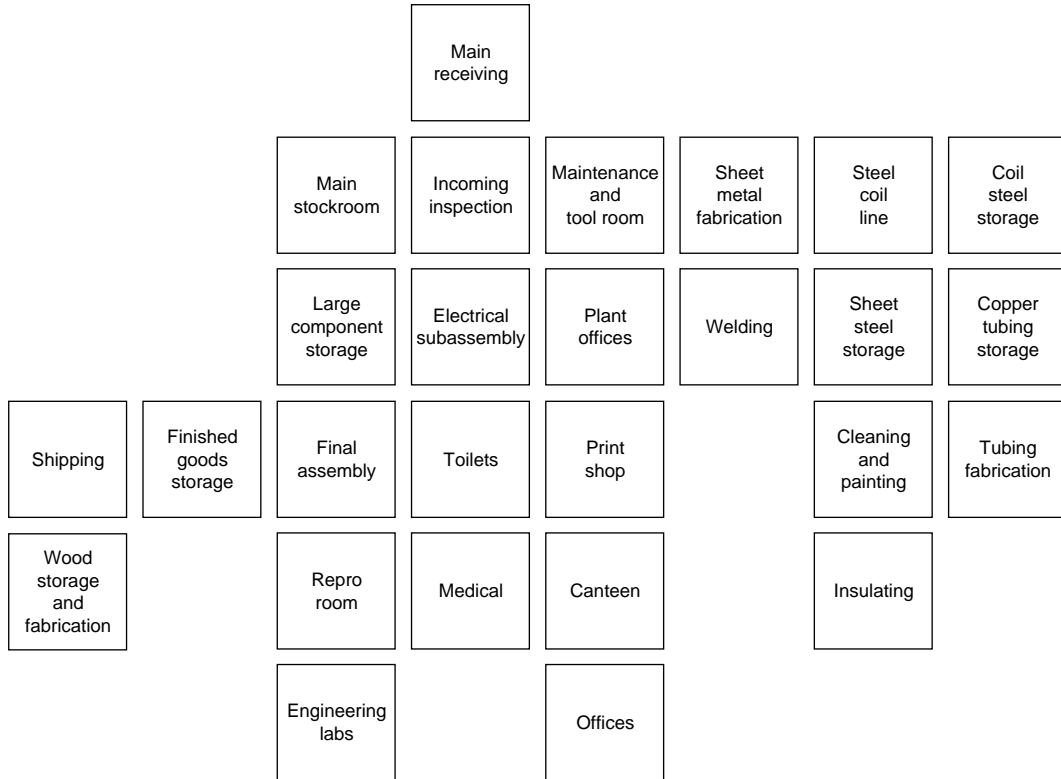 Main
receiving
Main
stockroom
Incoming
inspection
Maintenance
and
tool room
Sheet
metal
fabrication
Steel
coil
line
Coil
steel
storage
Large
component
storage
Electrical
subassembly
Plant
offices
Welding
Sheet
steel
storage
Copper
tubing
storage
Shipping
Finished
goods
storage
Final
assembly
Toilets
Print
shop
Cleaning
and
painting
Tubing
fabrication
Wood
storage
and
fabrication
Repro
room
Medical
Canteen
Insulating
Engineering
labs
Offices